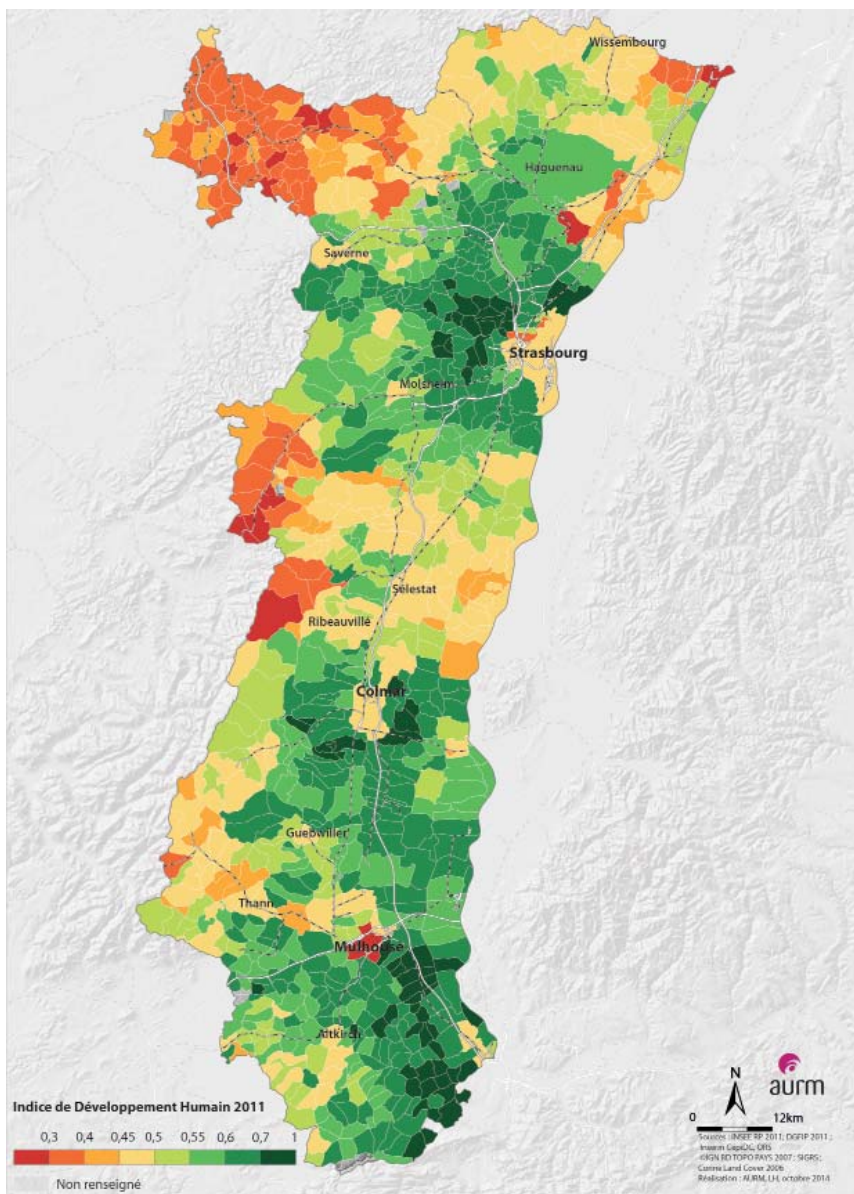 Wissembourg
Haguenau
Saverne
Strasbourg
Molsheim
Sélestat
Ribeauvillé
Colmar
Guebwiller
Thann
Mulhouse
Altkirch
N
aurm
0 12km
Sources : INSEE RP 2011, DGFIP 2011 ;
Inserm CépiDC, ORS
©IGN BD TOPO PAYS 2007 ; SIGRS ;
Corine Land Cover 2006
Réalisation : AURM, LH, octobre 2014
Indice de Développement Humain 2011
0,3 0,4 0,45 0,5 0,55 0,6 0,7 1
Non renseigné